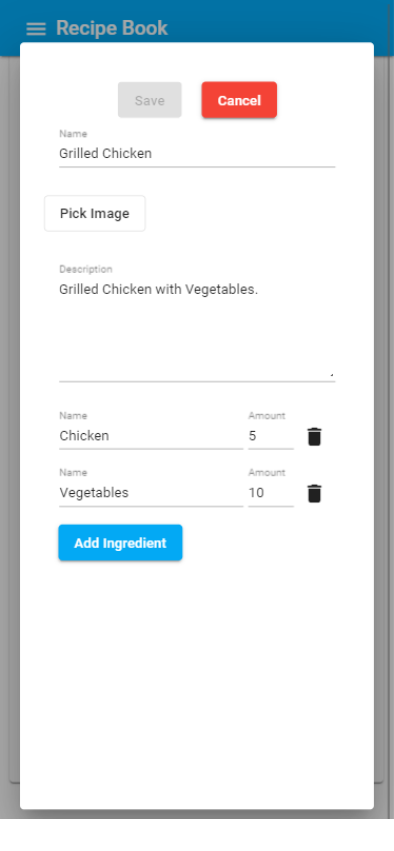 Recipe Book
Save Cancel
Name
Grilled Chicken
Pick Image
Description
Grilled Chicken with Vegetables.
Name Amount
Chicken 5
Name Amount
Vegetables 10
Add Ingredient